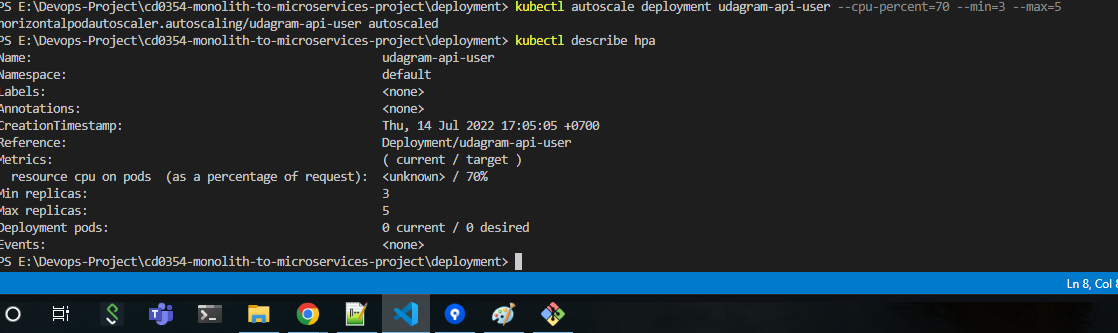 PS E:\Devops-Project\cd0354-monolith-to-microservices-project\deployment> kubectl autoscale deployment udagram-api-user --cpu-percent=70 --min=3 --max=5
horizontalpodautoscaler.autoscaling/udagram-api-user autoscaled
PS E:\Devops-Project\cd0354-monolith-to-microservices-project\deployment> kubectl describe hpa
Name: udagram-api-user
Namespace: default
Labels: <none>
Annotations: <none>
CreationTimestamp: Thu, 14 Jul 2022 17:05:05 +0700
Reference: Deployment/udagram-api-user
Metrics: ( current / target )
  resource cpu on pods  (as a percentage of request): <unknown> / 70%
Min replicas: 3
Max replicas: 5
Deployment pods: 0 current / 0 desired
Events: <none>
PS E:\Devops-Project\cd0354-monolith-to-microservices-project\deployment>
Ln 8, Col 8